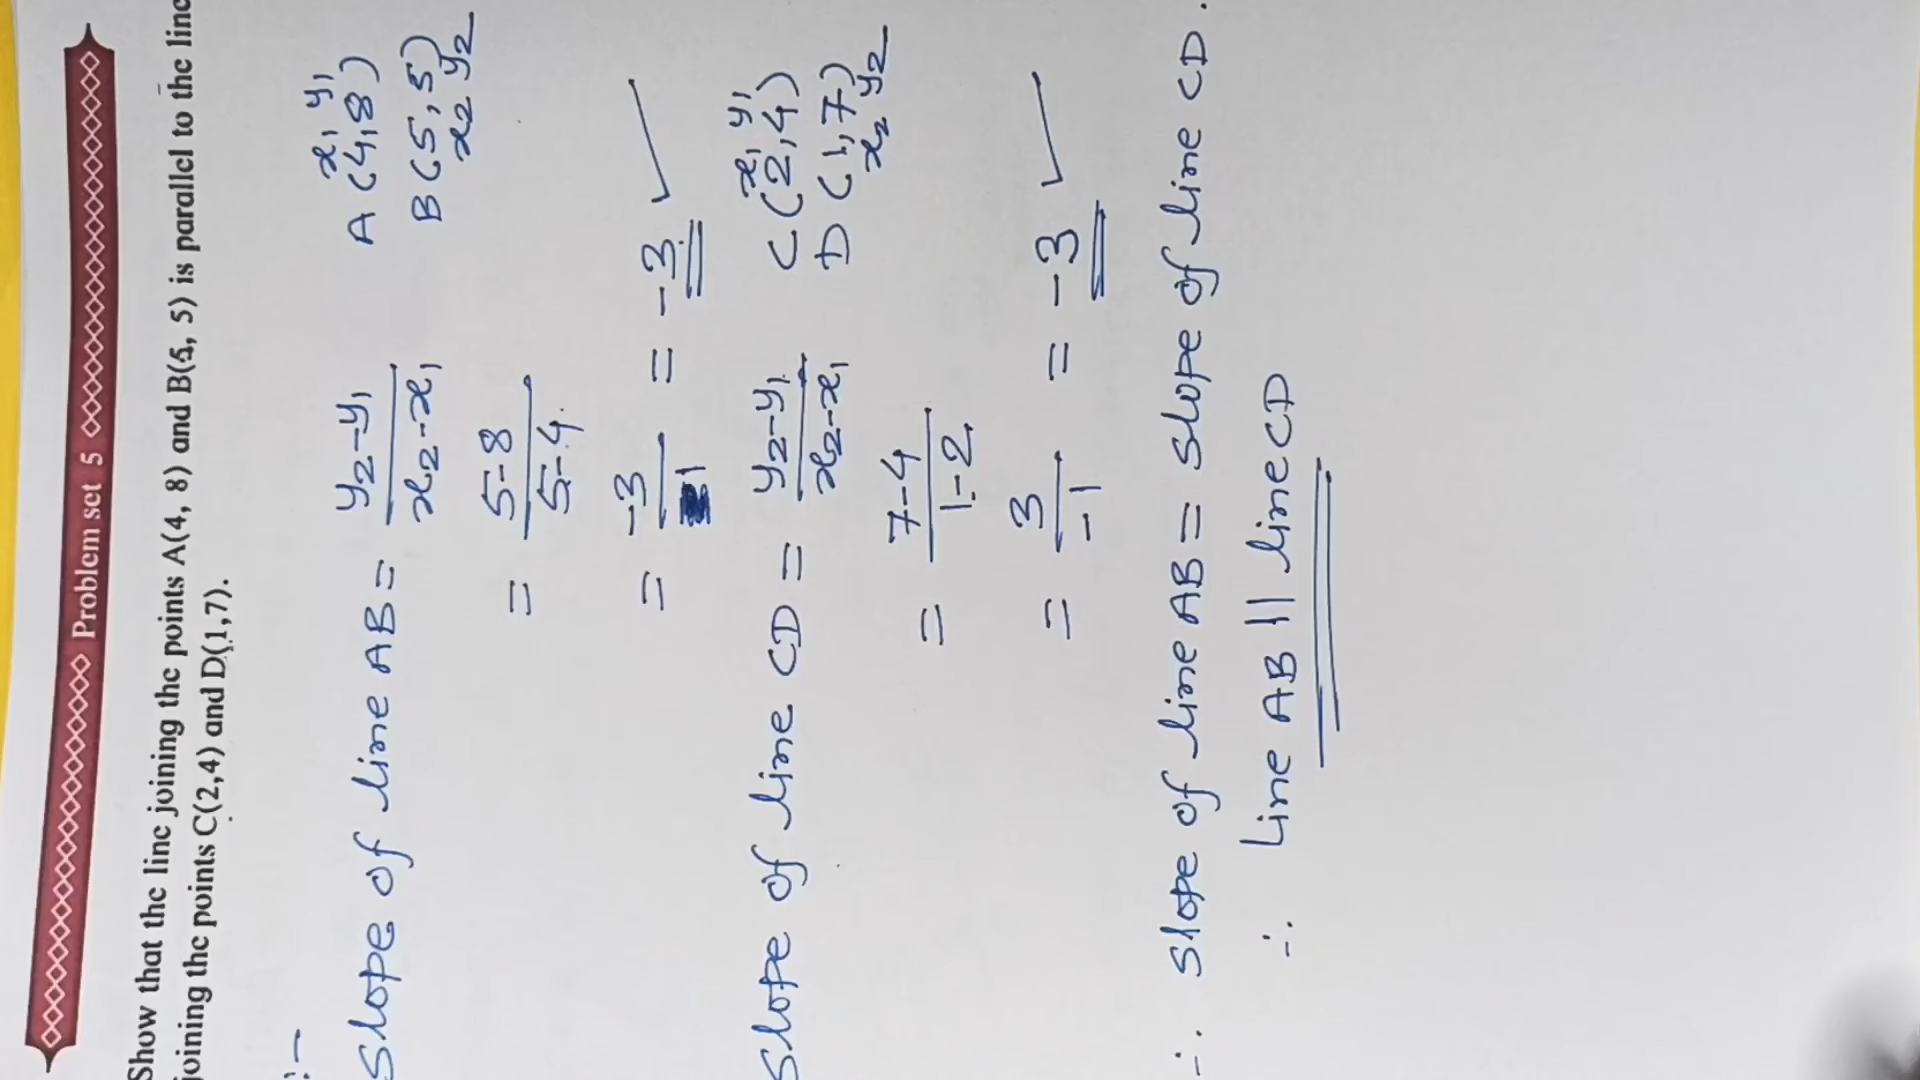 Problem set 5
Show that the line joining the points A(4, 8) and B(5, 5) is parallel to the line
joining the points C(2,4) and D(1,7).
:-
x₁ y₁
Slope of line AB = y₂-y₁ / x₂-x₁ A (4,8)
B (5,5)
x₂ y₂
= 5-8 / 5-4
= -3 / 1 = -3 ✓
x₁ y₁
Slope of line CD = y₂-y₁ / x₂-x₁ C (2,4)
D (1,7)
x₂ y₂
= 7-4 / 1-2
= 3 / -1 = -3 ✓
∴ Slope of line AB = Slope of line CD.
∴ Line AB || line CD